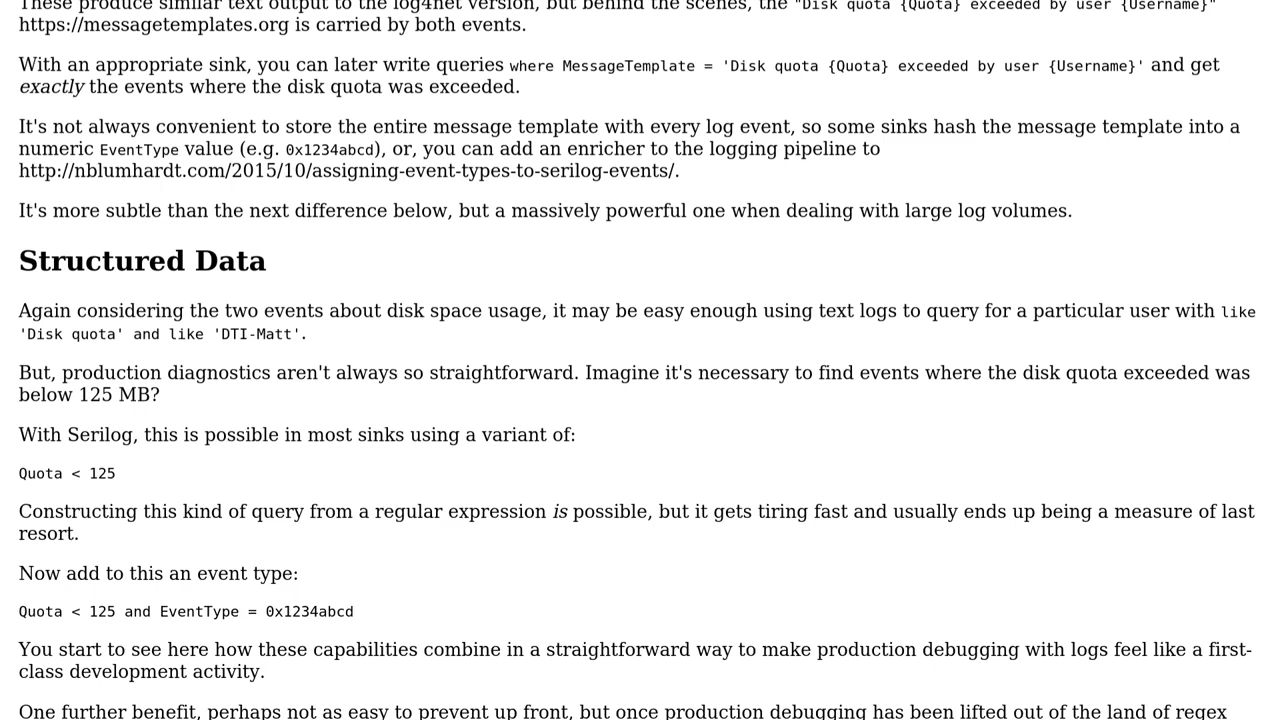 These produce similar text output to the log4net version, but behind the scenes, the "Disk quota {Quota} exceeded by user {Username}"
https://messagetemplates.org is carried by both events.
With an appropriate sink, you can later write queries where MessageTemplate = 'Disk quota {Quota} exceeded by user {Username}' and get
exactly the events where the disk quota was exceeded.
It's not always convenient to store the entire message template with every log event, so some sinks hash the message template into a
numeric EventType value (e.g. 0x1234abcd), or, you can add an enricher to the logging pipeline to
http://nblumhardt.com/2015/10/assigning-event-types-to-serilog-events/.
It's more subtle than the next difference below, but a massively powerful one when dealing with large log volumes.
Structured Data
Again considering the two events about disk space usage, it may be easy enough using text logs to query for a particular user with like
'Disk quota' and like 'DTI-Matt'.
But, production diagnostics aren't always so straightforward. Imagine it's necessary to find events where the disk quota exceeded was
below 125 MB?
With Serilog, this is possible in most sinks using a variant of:
Quota < 125
Constructing this kind of query from a regular expression is possible, but it gets tiring fast and usually ends up being a measure of last
resort.
Now add to this an event type:
Quota < 125 and EventType = 0x1234abcd
You start to see here how these capabilities combine in a straightforward way to make production debugging with logs feel like a first-
class development activity.
One further benefit, perhaps not as easy to prevent up front, but once production debugging has been lifted out of the land of regex